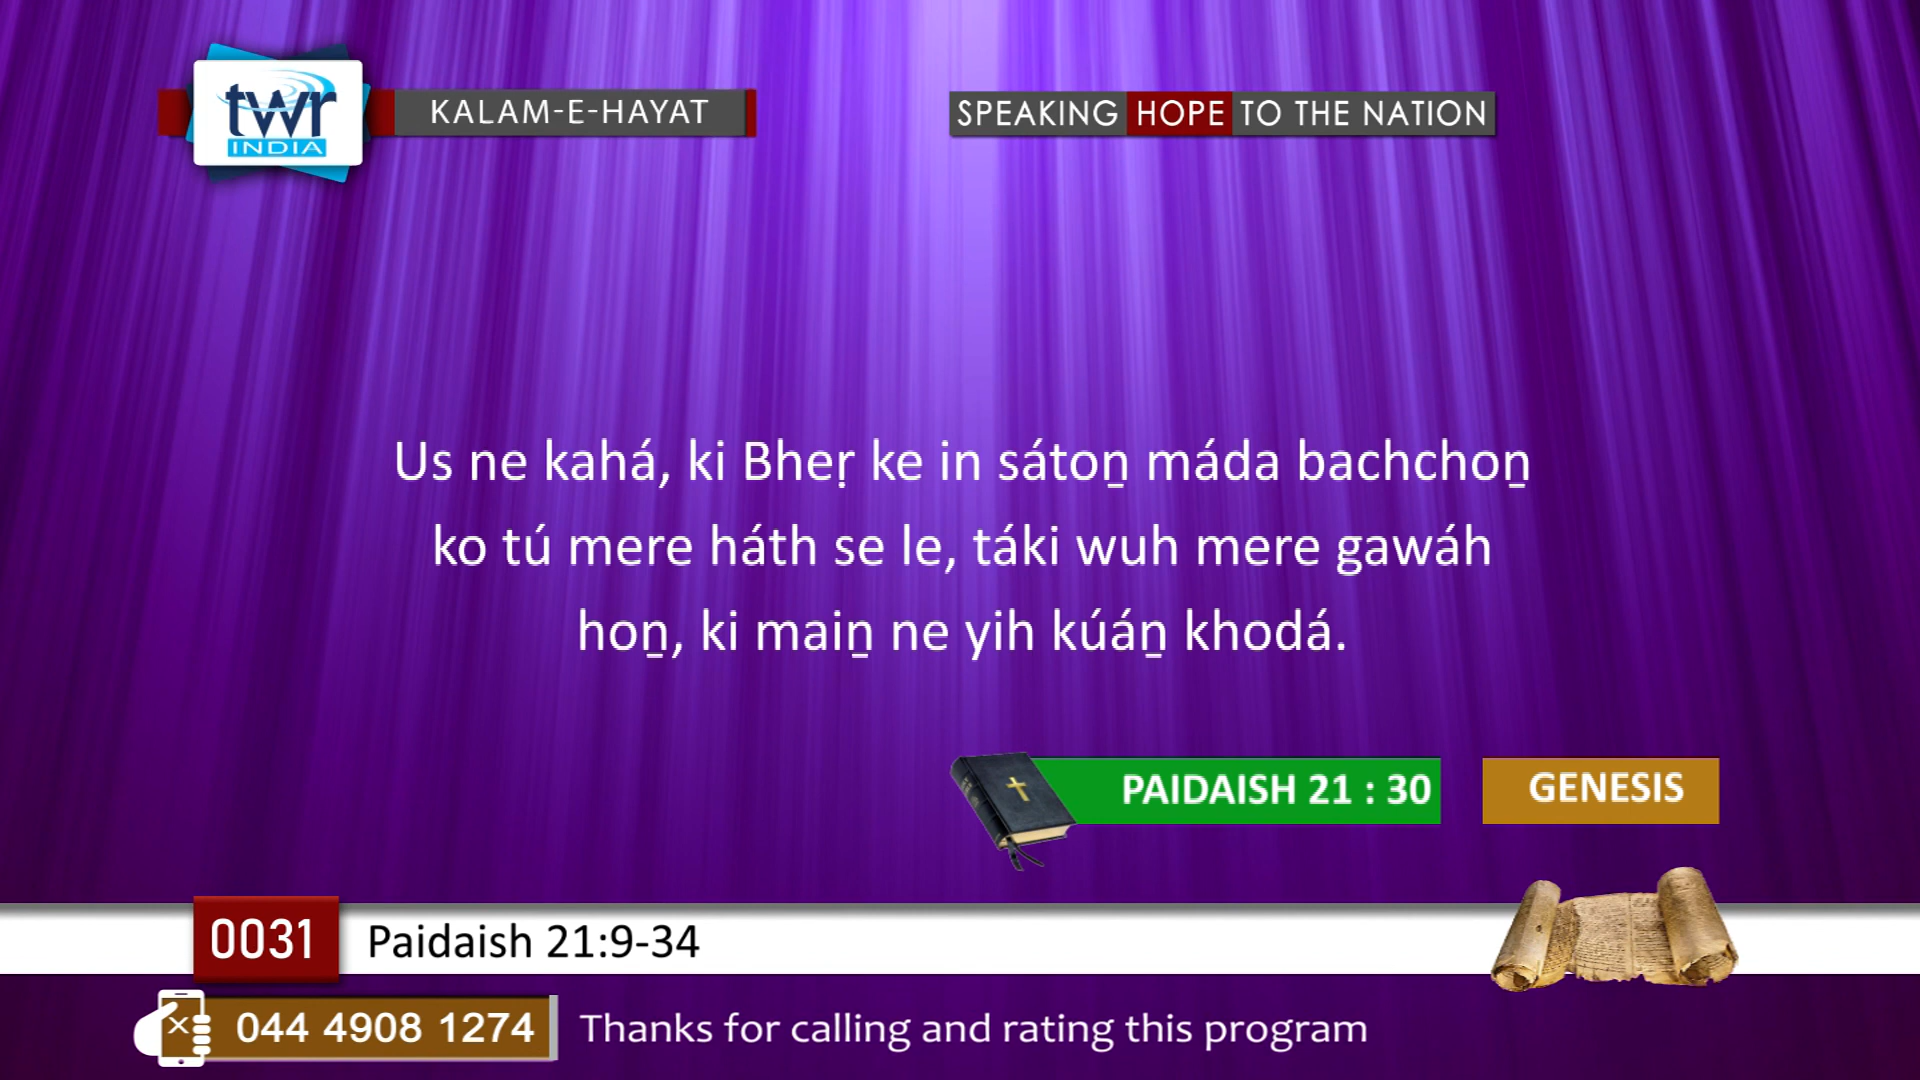 twr
INDIA
KALAM-E-HAYAT
SPEAKING HOPE TO THE NATION
Us ne kahá, ki Bheṛ ke in sátoṉ máda bachchoṉ
ko tú mere háth se le, táki wuh mere gawáh
hoṉ, ki maiṉ ne yih kúáṉ khodá.
PAIDAISH 21 : 30
GENESIS
0031
Paidaish 21:9-34
044 4908 1274
Thanks for calling and rating this program